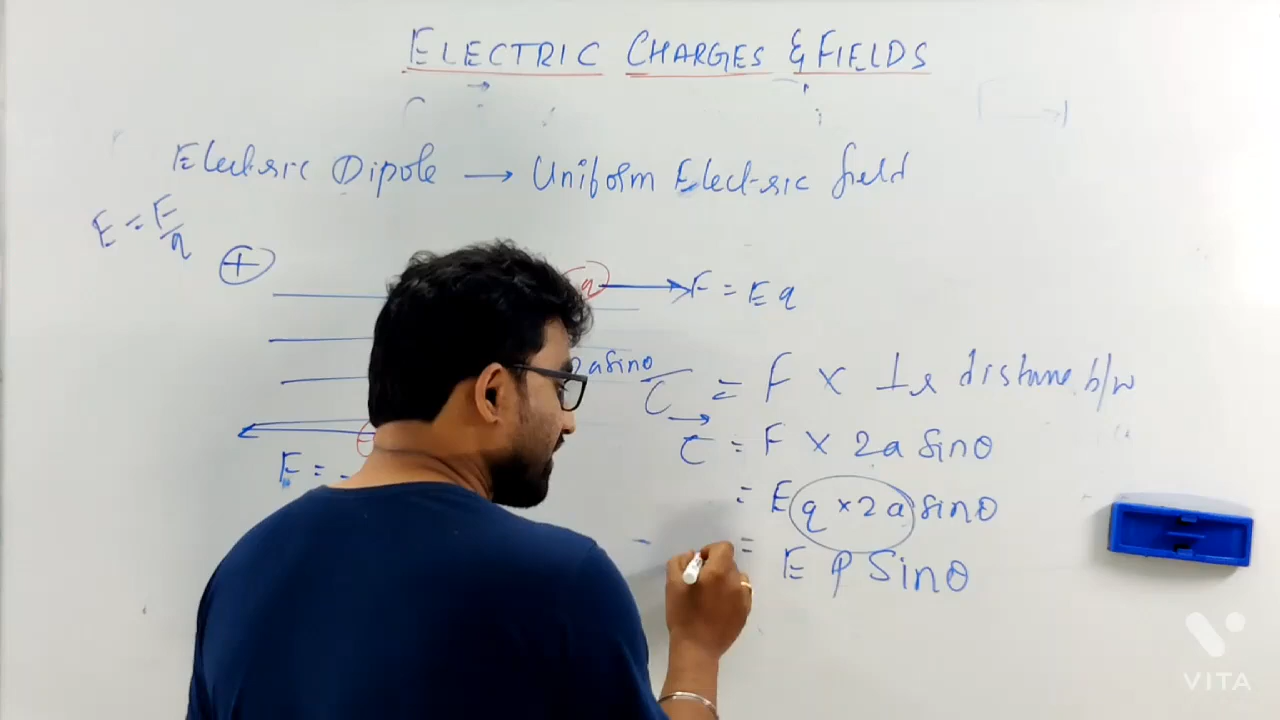 ELECTRIC CHARGES & FIELDS
Electric Dipole → Uniform Electric field
E = F/q
+
q
F = Eq
2a sinθ
τ = F × ⊥r distance b/w
τ = F × 2a sinθ
= E q × 2a sinθ
= E p Sinθ
F = -
VITA